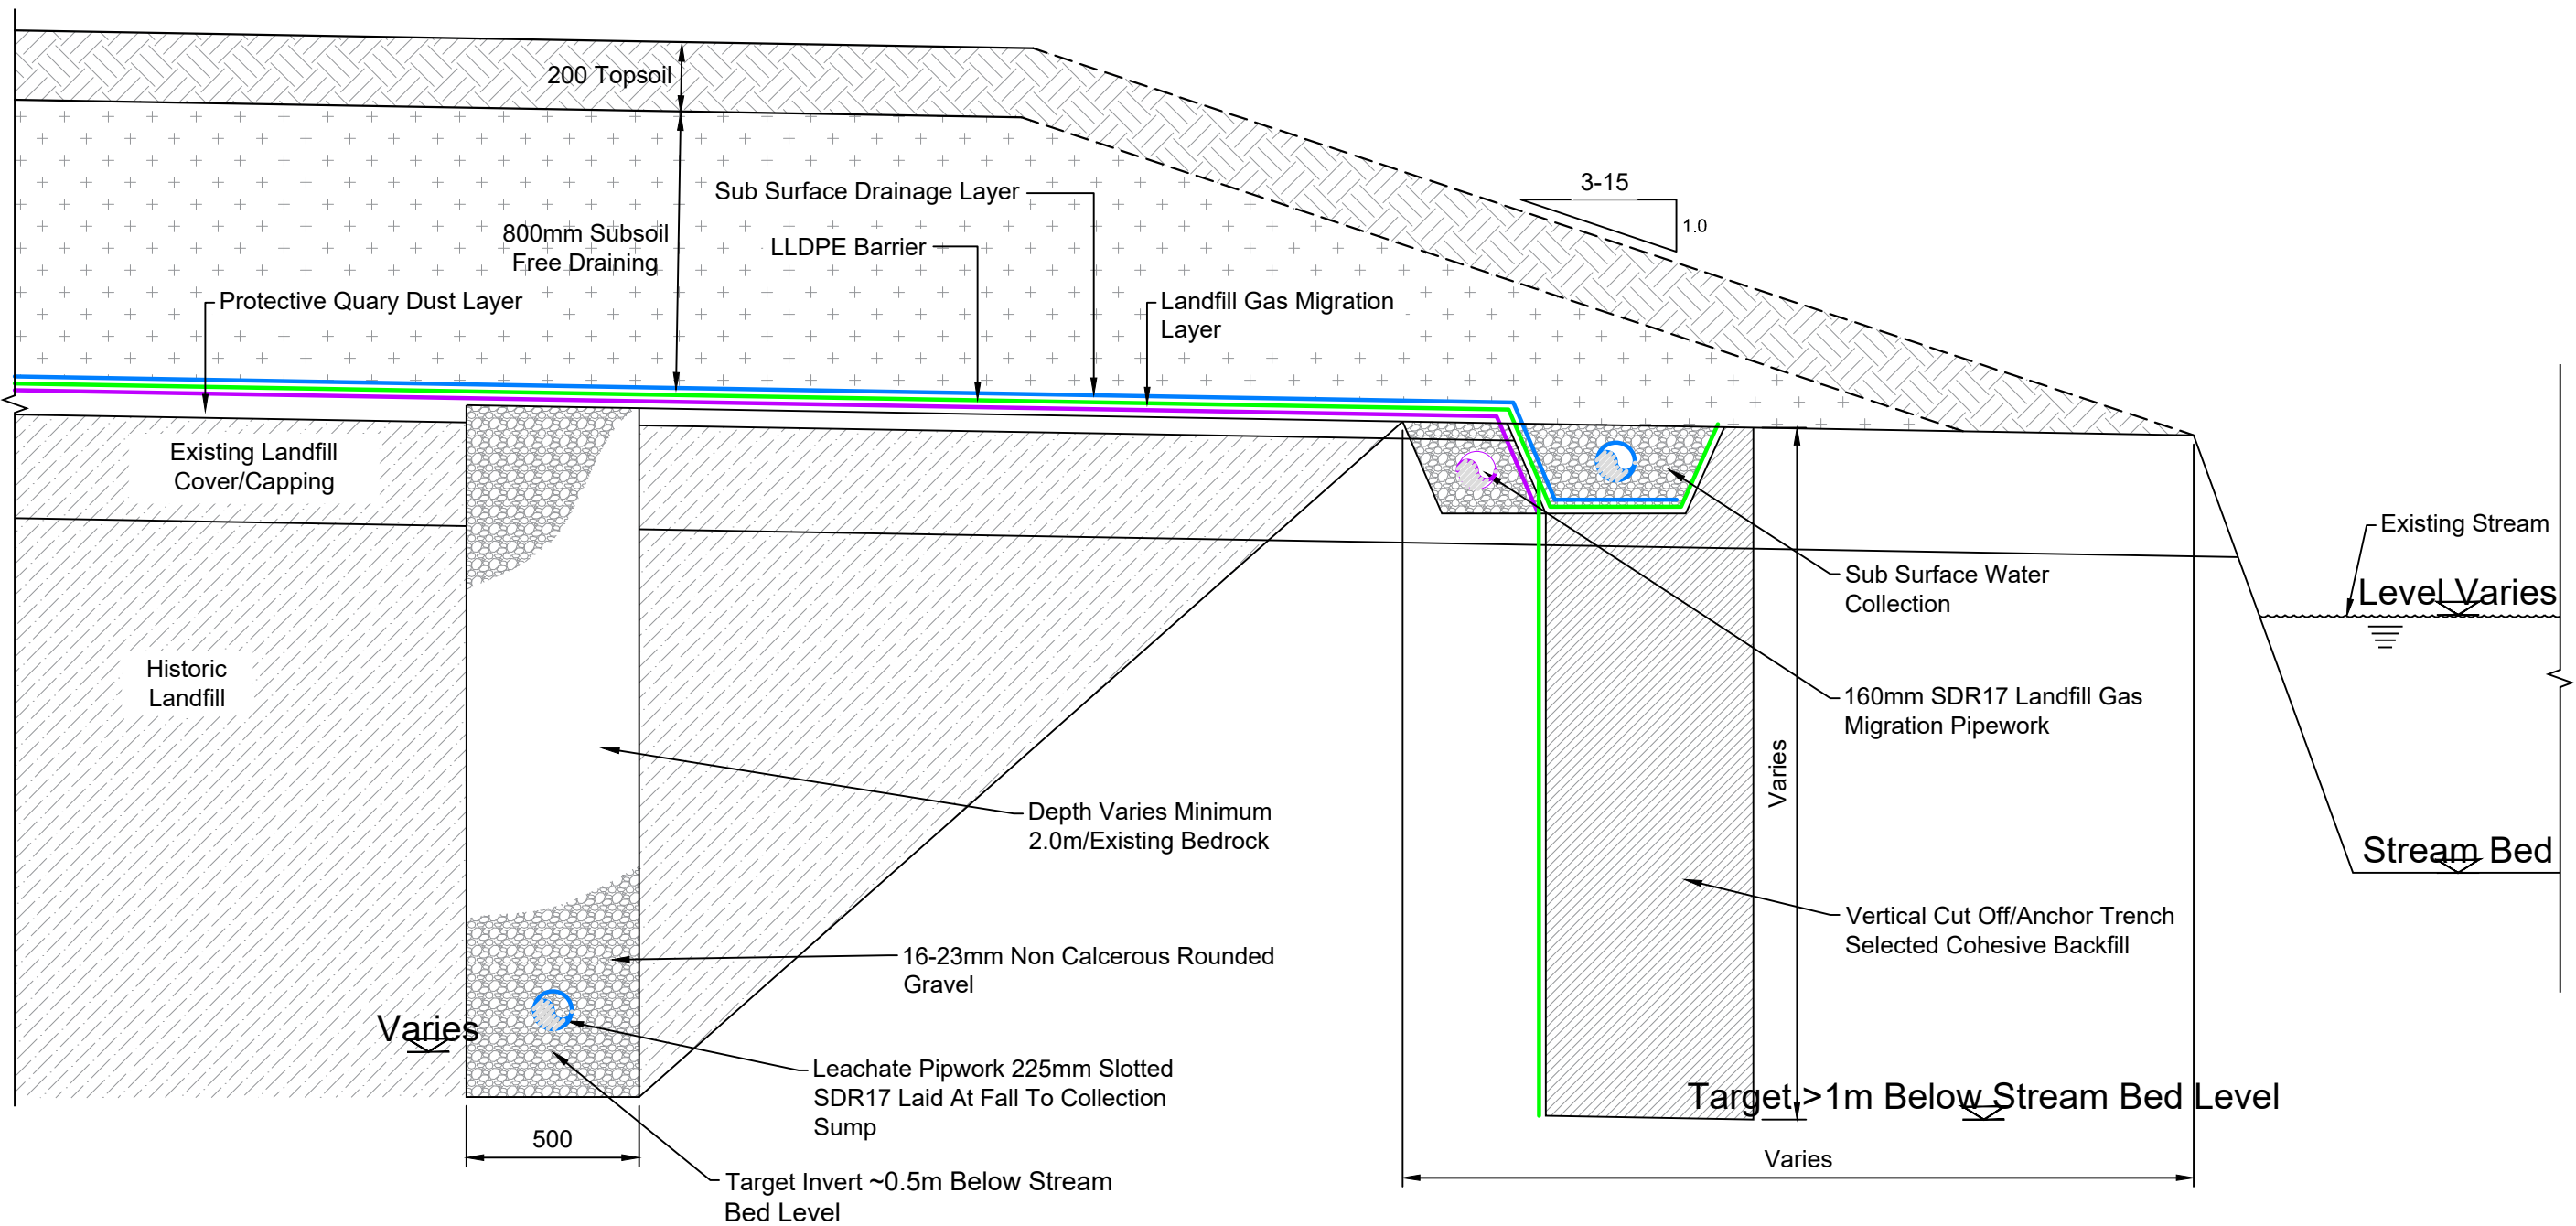 200 Topsoil
3-15
1.0
Sub Surface Drainage Layer
800mm Subsoil
Free Draining
LLDPE Barrier
Protective Quary Dust Layer
Landfill Gas Migration
Layer
Existing Landfill
Cover/Capping
Existing Stream
Level Varies
Sub Surface Water
Collection
Historic
Landfill
160mm SDR17 Landfill Gas
Migration Pipework
Varies
Depth Varies Minimum
2.0m/Existing Bedrock
Stream Bed
Vertical Cut Off/Anchor Trench
Selected Cohesive Backfill
16-23mm Non Calcerous Rounded
Gravel
Varies
Leachate Pipwork 225mm Slotted
SDR17 Laid At Fall To Collection
Sump
Target >1m Below Stream Bed Level
500
Varies
Target Invert ~0.5m Below Stream
Bed Level